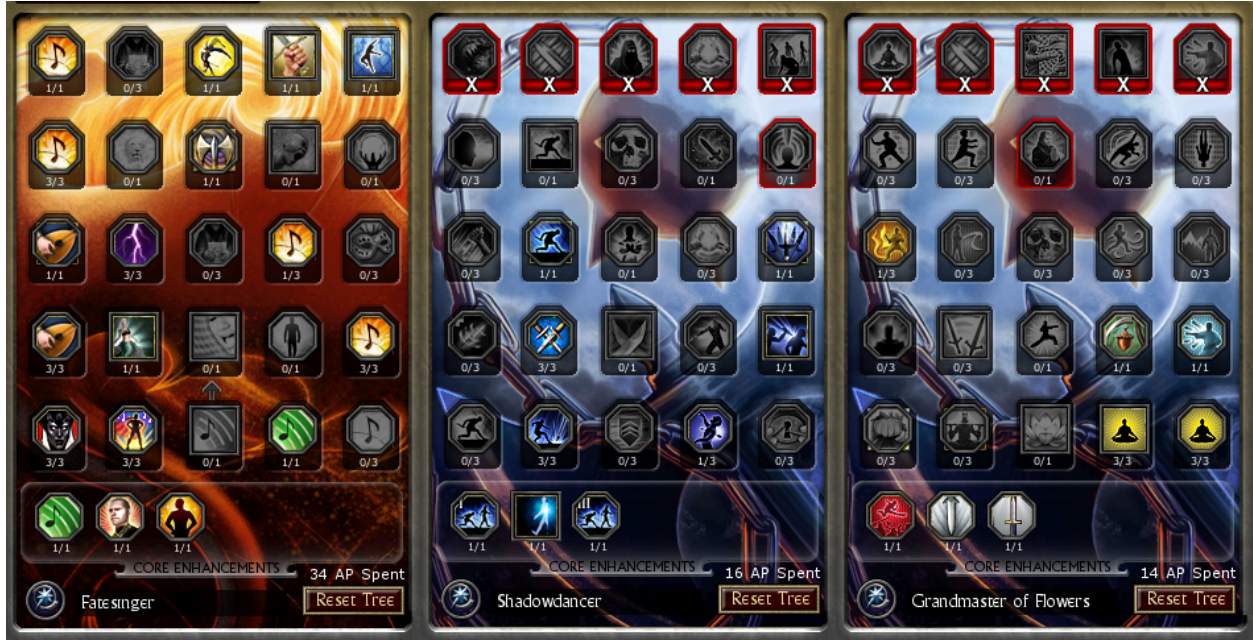 1/1 0/3 1/1 1/1 1/1 X X X X X X X X X X
3/3 0/1 1/1 0/1 0/1 0/3 0/1 0/3 0/1 0/1 0/3 0/3 0/1 0/3 0/3
1/1 3/3 0/3 1/3 0/3 0/3 1/1 0/1 0/3 1/1 1/3 0/3 0/3 0/3 0/3
3/3 1/1 0/1 0/1 3/3 0/3 3/3 0/1 0/3 1/1 0/3 0/1 0/1 1/1 1/1
3/3 3/3 0/1 1/1 0/3 0/3 3/3 0/3 1/3 0/3 0/3 0/3 0/1 3/3 3/3
I III
1/1 1/1 1/1 1/1 1/1 1/1 1/1 1/1 1/1
CORE ENHANCEMENTS CORE ENHANCEMENTS CORE ENHANCEMENTS
34 AP Spent 16 AP Spent 14 AP Spent
Fatesinger RESET TREE Shadowdancer RESET TREE Grandmaster of Flowers RESET TREE